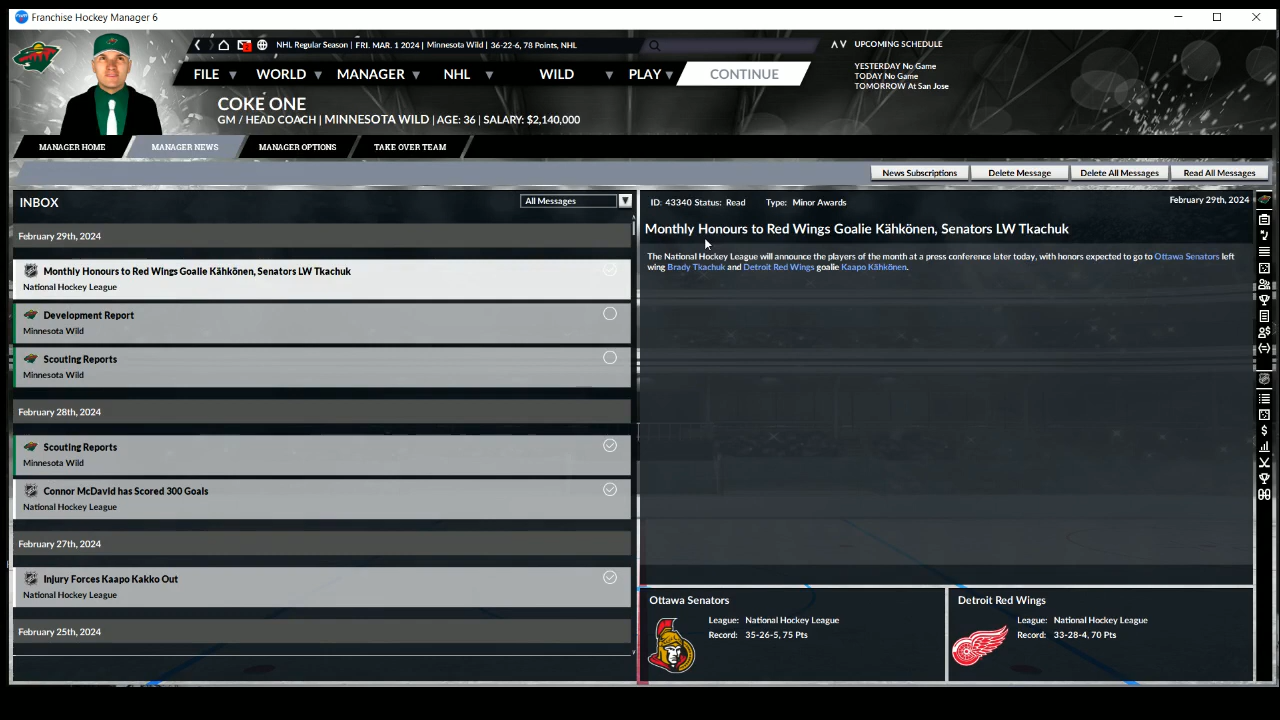 Franchise Hockey Manager 6
NHL Regular Season | FRI. MAR. 1 2024 | Minnesota Wild | 36-22-6, 78 Points, NHL
FILE
WORLD
MANAGER
NHL
WILD
PLAY
CONTINUE
UPCOMING SCHEDULE
YESTERDAY No Game
TODAY No Game
TOMORROW At San Jose
COKE ONE
GM / HEAD COACH | MINNESOTA WILD | AGE: 36 | SALARY: $2,140,000
MANAGER HOME
MANAGER NEWS
MANAGER OPTIONS
TAKE OVER TEAM
News Subscriptions
Delete Message
Delete All Messages
Read All Messages
INBOX
All Messages
February 29th, 2024
Monthly Honours to Red Wings Goalie Kähkönen, Senators LW Tkachuk
National Hockey League
Development Report
Minnesota Wild
Scouting Reports
Minnesota Wild
February 28th, 2024
Scouting Reports
Minnesota Wild
Connor McDavid has Scored 300 Goals
National Hockey League
February 27th, 2024
Injury Forces Kaapo Kakko Out
National Hockey League
February 25th, 2024
ID: 43340 Status: Read Type: Minor Awards
February 29th, 2024
Monthly Honours to Red Wings Goalie Kähkönen, Senators LW Tkachuk
The National Hockey League will announce the players of the month at a press conference later today, with honors expected to go to Ottawa Senators left
wing Brady Tkachuk and Detroit Red Wings goalie Kaapo Kähkönen.
Ottawa Senators
League: National Hockey League
Record: 35-26-5, 75 Pts
Detroit Red Wings
League: National Hockey League
Record: 33-28-4, 70 Pts